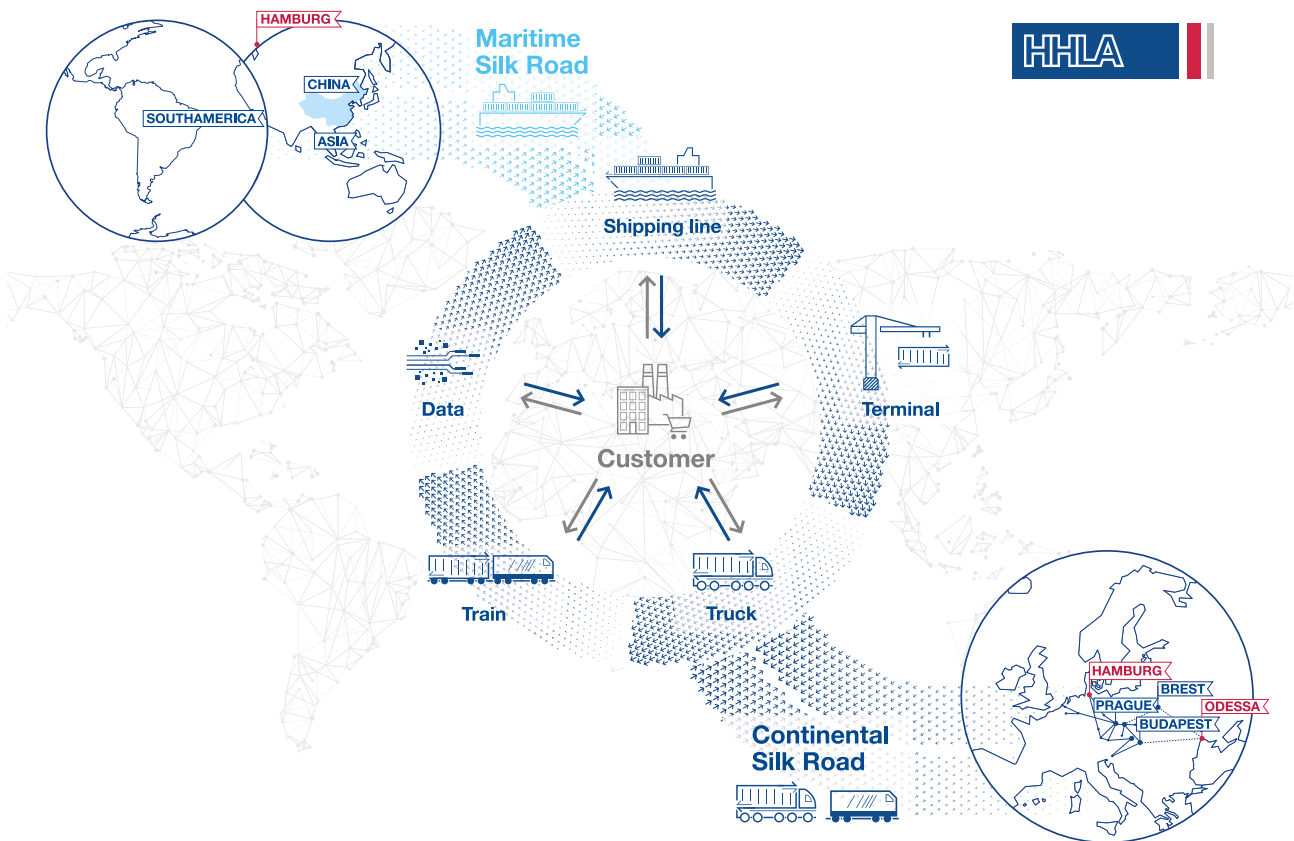 HAMBURG
Maritime
Silk Road
HHLA
CHINA
SOUTHAMERICA
ASIA
Shipping line
Data
Terminal
Customer
Train
Truck
HAMBURG
BREST
PRAGUE
ODESSA
BUDAPEST
Continental
Silk Road